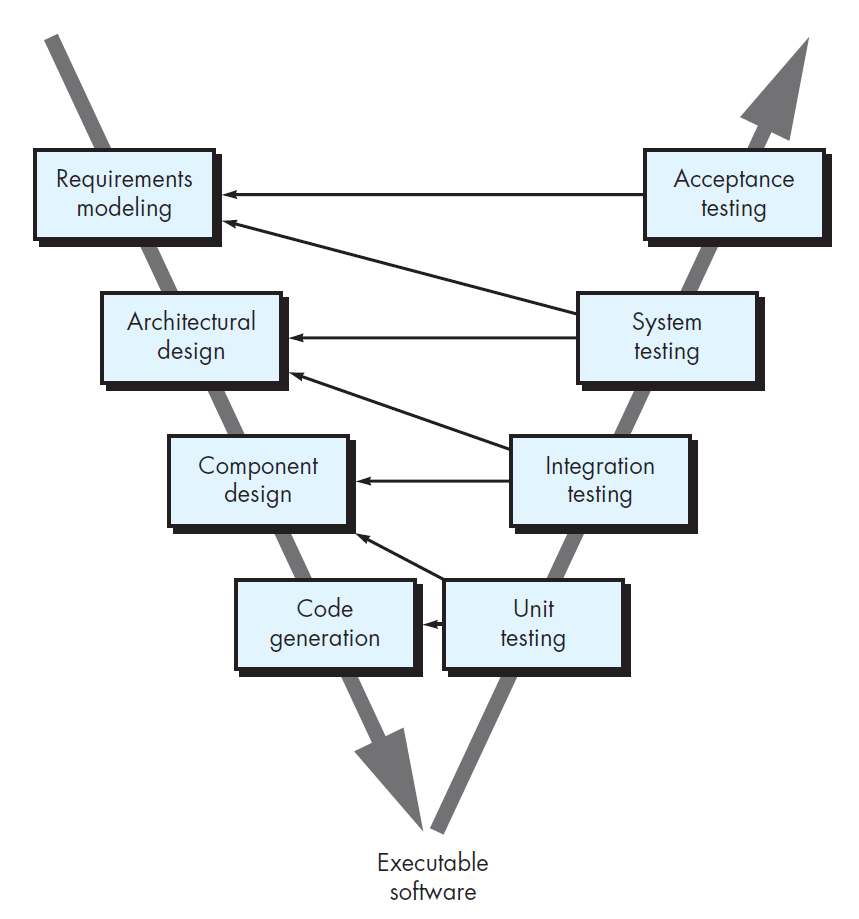 Requirements
modeling
Acceptance
testing
Architectural
design
System
testing
Component
design
Integration
testing
Code
generation
Unit
testing
Executable
software